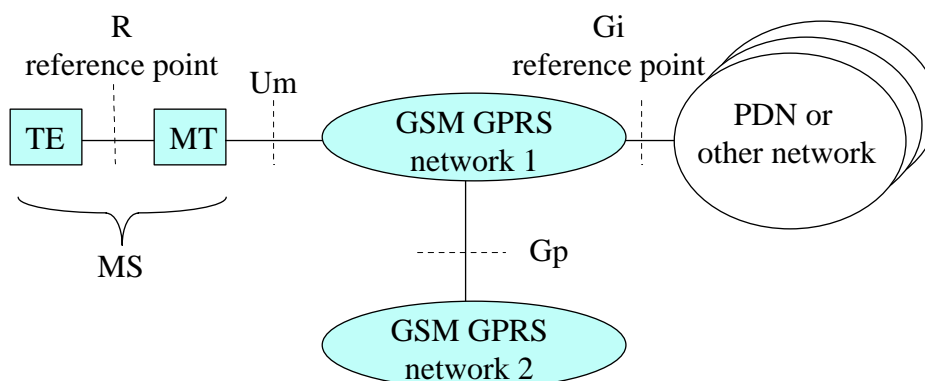 R
reference point
Gi
reference point
Um
TE
MT
GSM GPRS
network 1
PDN or
other network
MS
Gp
GSM GPRS
network 2